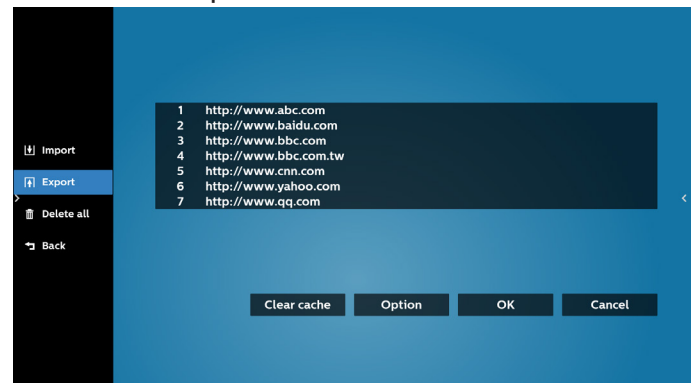 Import
Export
Delete all
Back
1 http://www.abc.com
2 http://www.baidu.com
3 http://www.bbc.com
4 http://www.bbc.com.tw
5 http://www.cnn.com
6 http://www.yahoo.com
7 http://www.qq.com
Clear cache Option OK Cancel